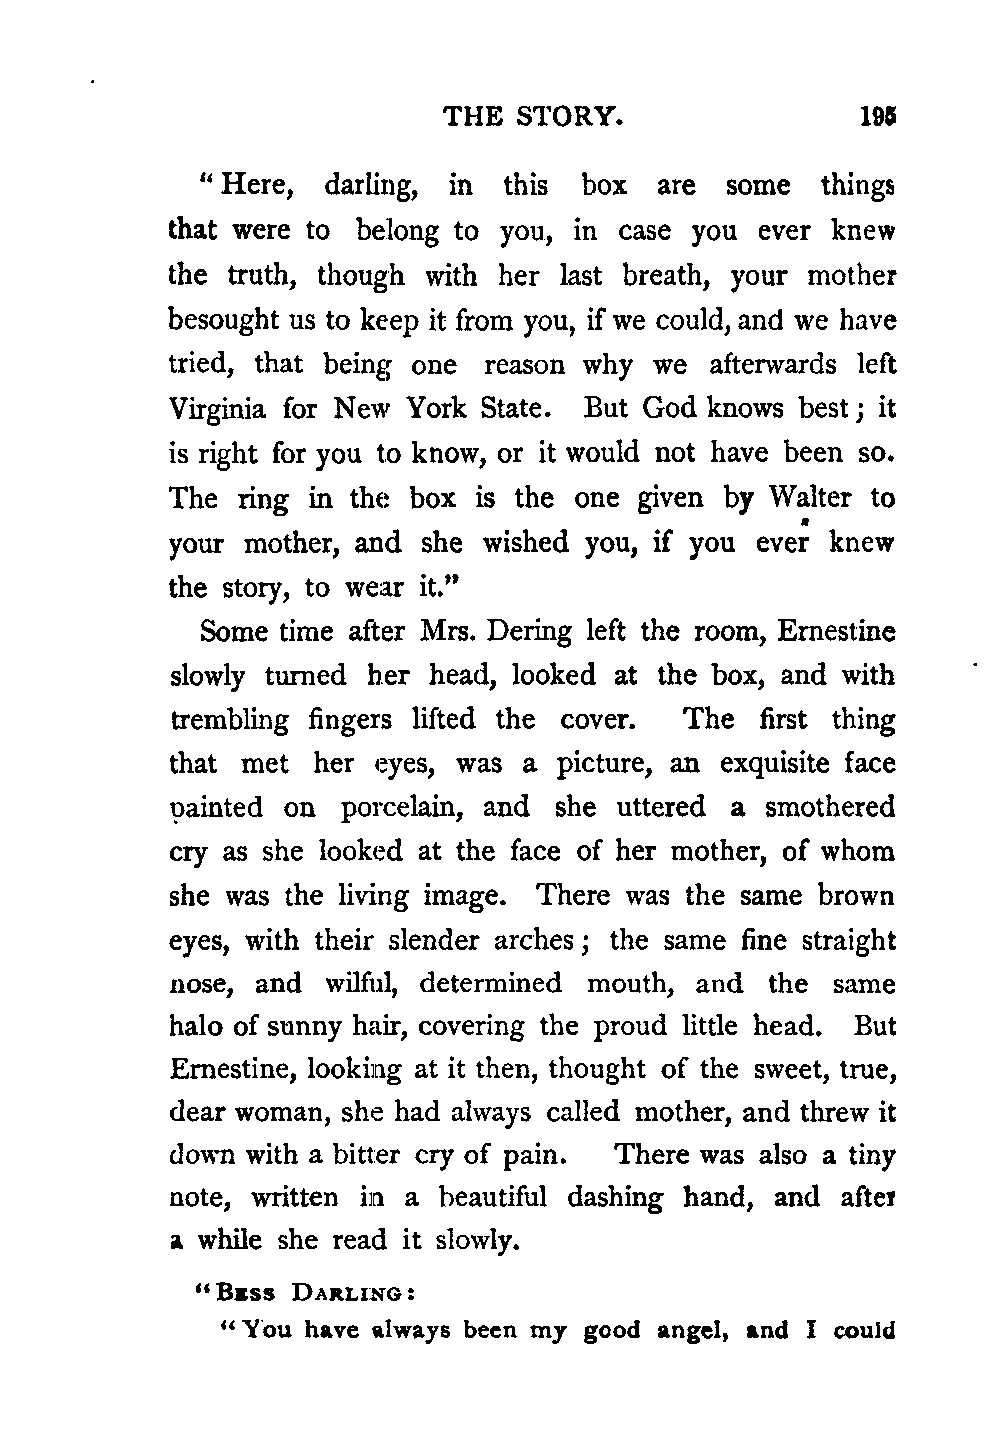 THE STORY. 195
“Here, darling, in this box are some things
that were to belong to you, in case you ever knew
the truth, though with her last breath, your mother
besought us to keep it from you, if we could, and we have
tried, that being one reason why we afterwards left
Virginia for New York State. But God knows best; it
is right for you to know, or it would not have been so.
The ring in the box is the one given by Walter to
your mother, and she wished you, if you ever knew
the story, to wear it.”
Some time after Mrs. Dering left the room, Ernestine
slowly turned her head, looked at the box, and with
trembling fingers lifted the cover. The first thing
that met her eyes, was a picture, an exquisite face
painted on porcelain, and she uttered a smothered
cry as she looked at the face of her mother, of whom
she was the living image. There was the same brown
eyes, with their slender arches; the same fine straight
nose, and wilful, determined mouth, and the same
halo of sunny hair, covering the proud little head. But
Ernestine, looking at it then, thought of the sweet, true,
dear woman, she had always called mother, and threw it
down with a bitter cry of pain. There was also a tiny
note, written in a beautiful dashing hand, and after
a while she read it slowly.
“BESS DARLING:
“You have always been my good angel, and I could